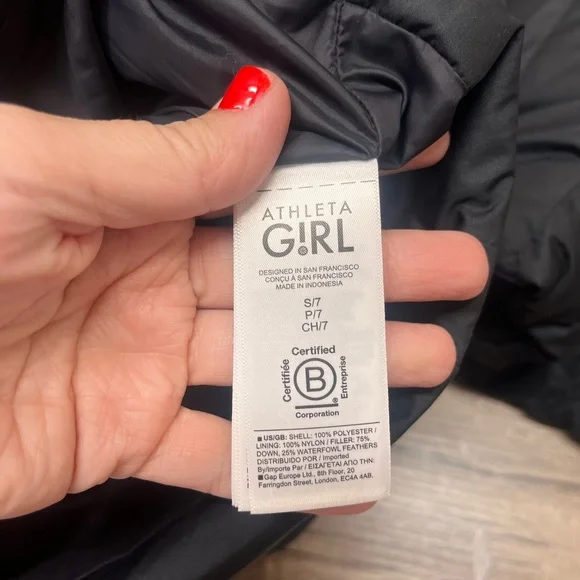 ATHLETA
G!RL
DESIGNED IN SAN FRANCISCO
CONÇU À SAN FRANCISCO
MADE IN INDONESIA
S/7
P/7
CH/7
Certified
Certifiée
B
Entreprise
®
Corporation
■ US/GB: SHELL: 100% POLYESTER /
LINING: 100% NYLON / FILLER: 75%
DOWN, 25% WATERFOWL FEATHERS
DISTRIBUIDO POR / Imported
By/Importe Par / ΕΙΣΑΓΕΤΑΙ ΑΠΟ ΤΗΝ:
■ Gap Europe Ltd., 8th Floor, 20
Farringdon Street, London, EC4A 4AB.